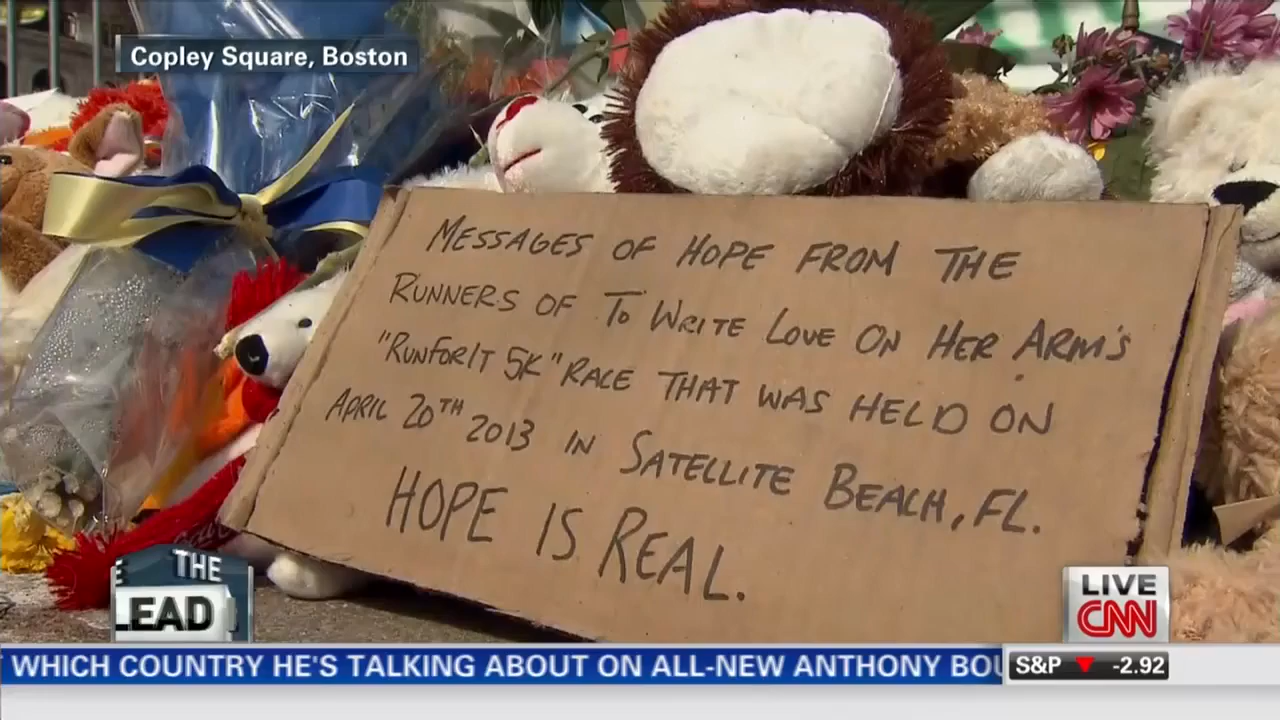 Copley Square, Boston
MESSAGES OF HOPE FROM THE
RUNNERS OF TO WRITE LOVE ON HER ARM'S
"RUNFORIT 5K" RACE THAT WAS HELD ON
APRIL 20TH 2013 IN SATELLITE BEACH, FL.
HOPE IS REAL.
THE
LEAD
LIVE
CNN
WHICH COUNTRY HE'S TALKING ABOUT ON ALL-NEW ANTHONY BOU
S&P ▼ -2.92